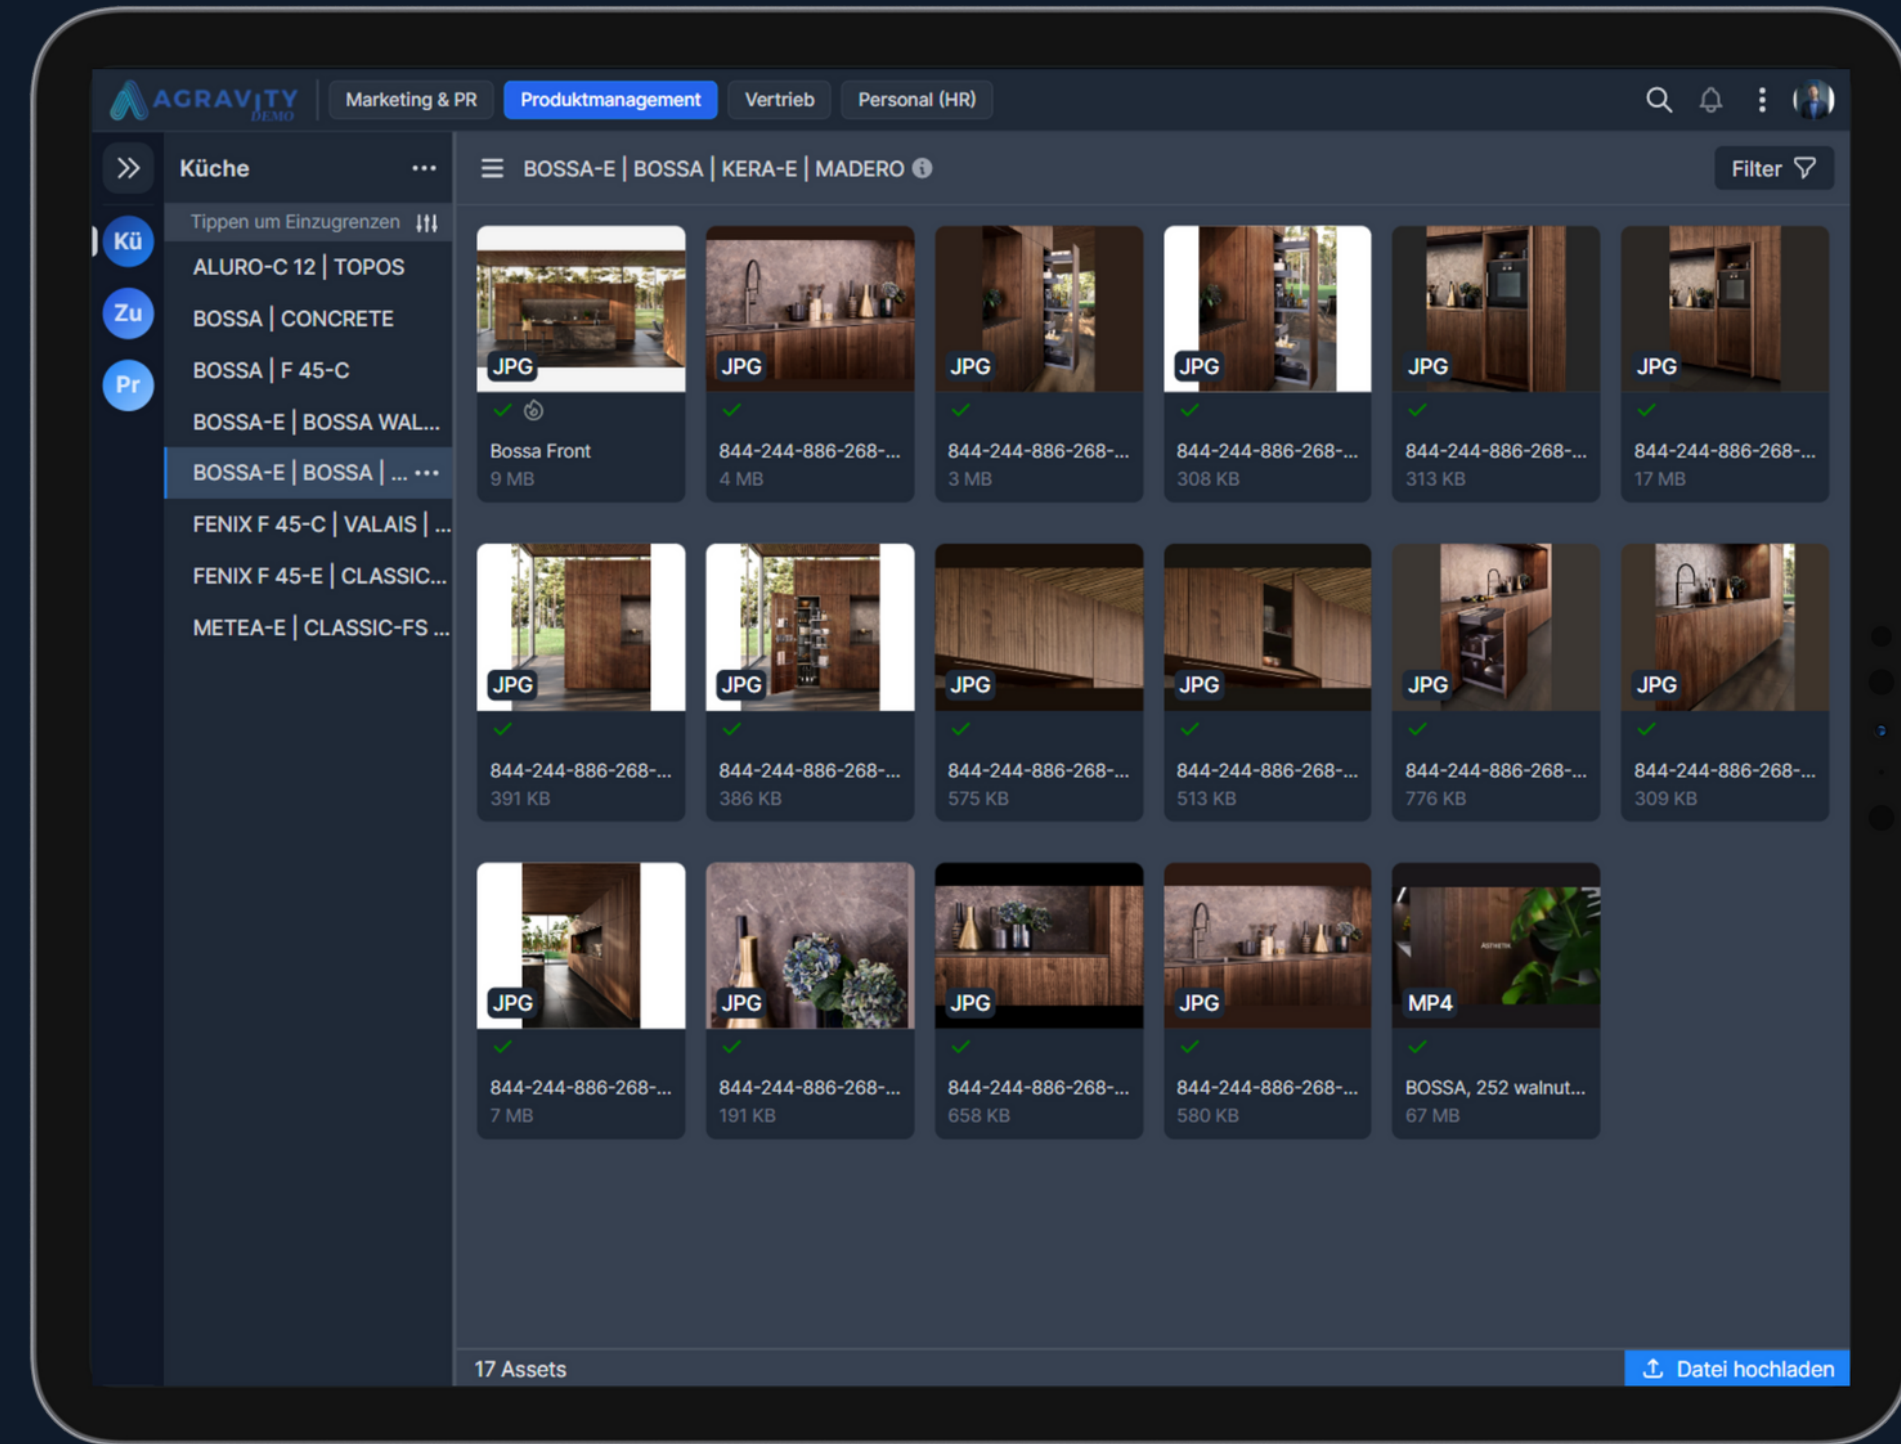 AGRAVITY
DEMO
Marketing & PR
Produktmanagement
Vertrieb
Personal (HR)
Küche
BOSSA-E | BOSSA | KERA-E | MADERO
Filter
Tippen um Einzugrenzen
Kü
Zu
Pr
ALURO-C 12 | TOPOS
BOSSA | CONCRETE
BOSSA | F 45-C
BOSSA-E | BOSSA WAL...
BOSSA-E | BOSSA | ...
FENIX F 45-C | VALAIS | ...
FENIX F 45-E | CLASSIC...
METEA-E | CLASSIC-FS ...
JPG
Bossa Front
9 MB
JPG
844-244-886-268-...
4 MB
JPG
844-244-886-268-...
3 MB
JPG
844-244-886-268-...
308 KB
JPG
844-244-886-268-...
313 KB
JPG
844-244-886-268-...
17 MB
JPG
844-244-886-268-...
391 KB
JPG
844-244-886-268-...
386 KB
JPG
844-244-886-268-...
575 KB
JPG
844-244-886-268-...
513 KB
JPG
844-244-886-268-...
776 KB
JPG
844-244-886-268-...
309 KB
JPG
844-244-886-268-...
7 MB
JPG
844-244-886-268-...
191 KB
JPG
844-244-886-268-...
658 KB
JPG
844-244-886-268-...
580 KB
ÄSTHETIK
MP4
BOSSA, 252 walnut...
67 MB
17 Assets
Datei hochladen